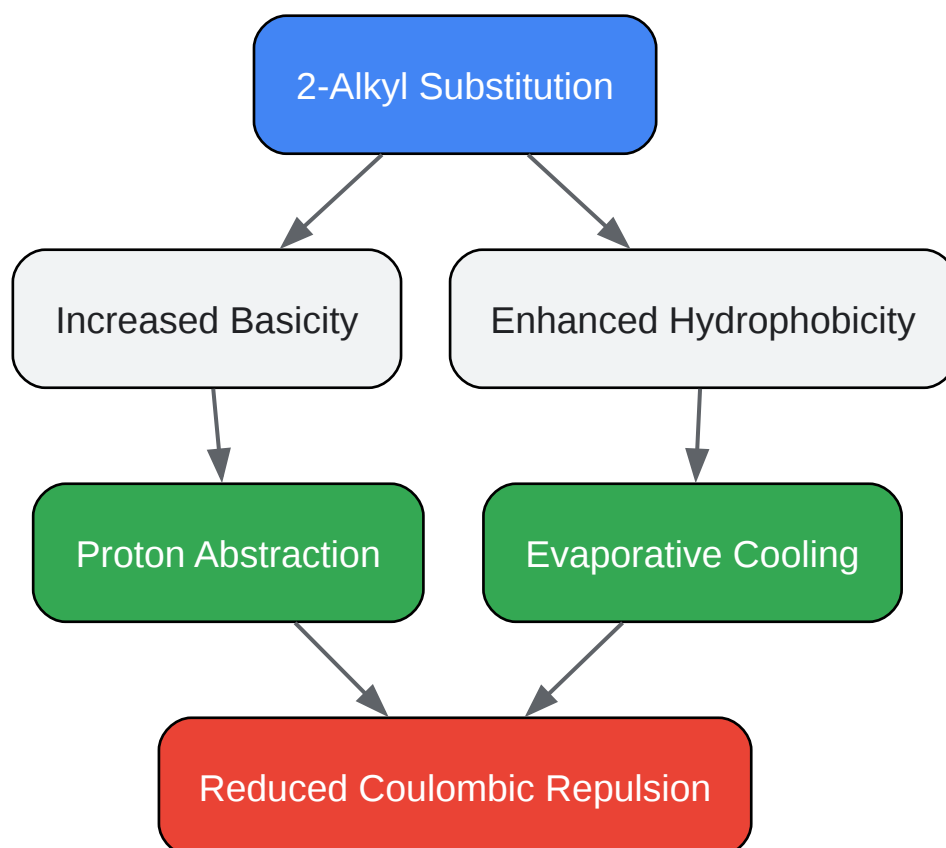 2-Alkyl Substitution
Increased Basicity
Enhanced Hydrophobicity
Proton Abstraction
Evaporative Cooling
Reduced Coulombic Repulsion